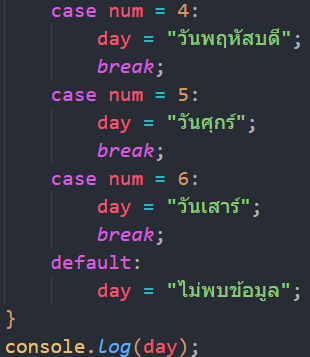 case num = 4:
day = "วันพฤหัสบดี";
break;
case num = 5:
day = "วันศุกร์";
break;
case num = 6:
day = "วันเสาร์";
break;
default:
day = "ไม่พบข้อมูล";
}
console.log(day);